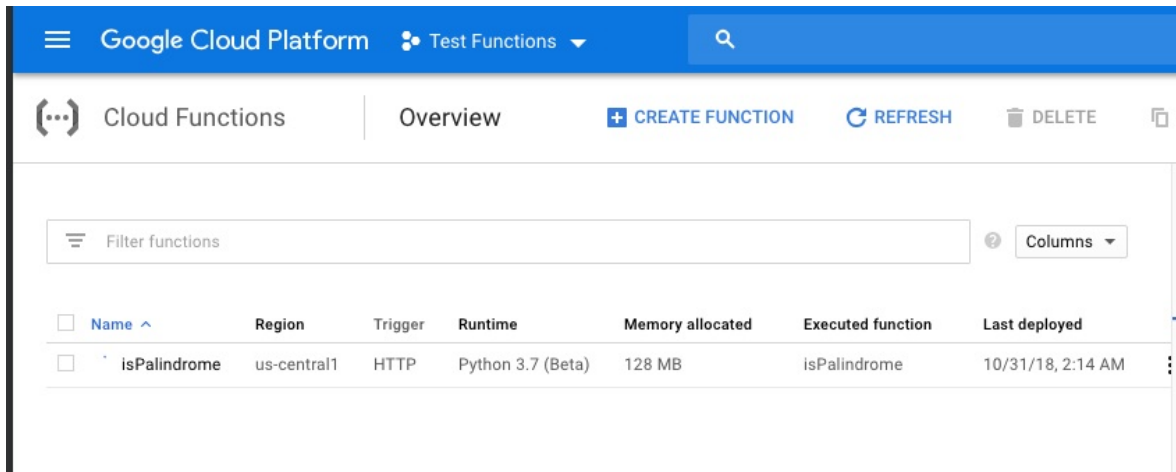 Google Cloud Platform Test Functions
Cloud Functions Overview CREATE FUNCTION REFRESH DELETE
Filter functions Columns
Name Region Trigger Runtime Memory allocated Executed function Last deployed
isPalindrome us-central1 HTTP Python 3.7 (Beta) 128 MB isPalindrome 10/31/18, 2:14 AM